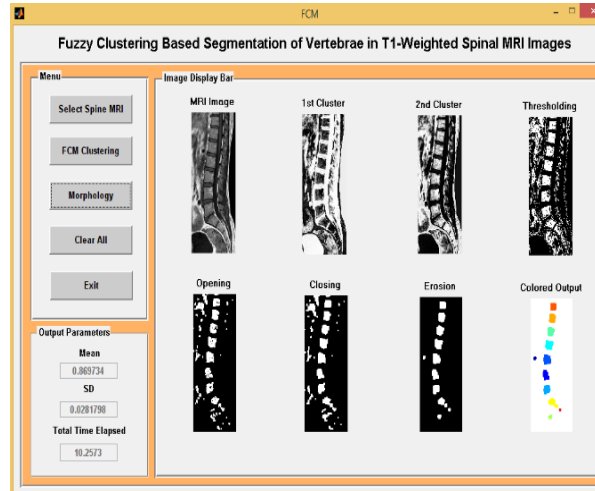 FCM
Fuzzy Clustering Based Segmentation of Vertebrae in T1-Weighted Spinal MRI Images
Menu
Select Spine MRI
FCM Clustering
Morphology
Clear All
Exit
Output Parameters
Mean
0.869734
SD
0.0281798
Total Time Elapsed
10.2573
Image Display Bar
MRI Image
1st Cluster
2nd Cluster
Thresholding
Opening
Closing
Erosion
Colored Output